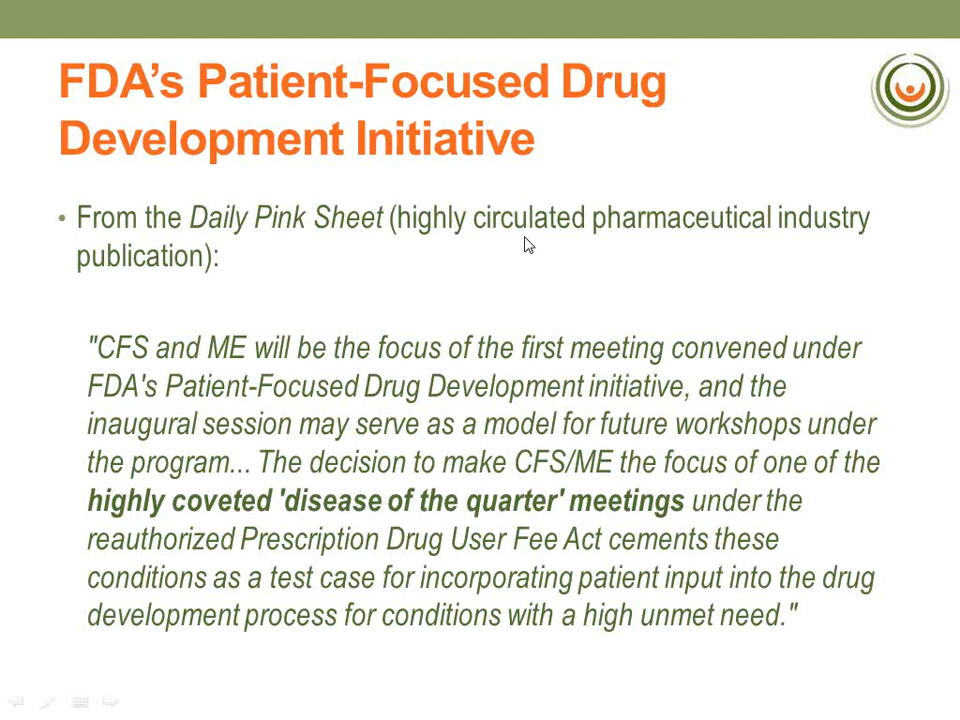 FDA’s Patient-Focused Drug
Development Initiative
• From the Daily Pink Sheet (highly circulated pharmaceutical industry
publication):
"CFS and ME will be the focus of the first meeting convened under
FDA's Patient-Focused Drug Development initiative, and the
inaugural session may serve as a model for future workshops under
the program... The decision to make CFS/ME the focus of one of the
highly coveted 'disease of the quarter' meetings under the
reauthorized Prescription Drug User Fee Act cements these
conditions as a test case for incorporating patient input into the drug
development process for conditions with a high unmet need."